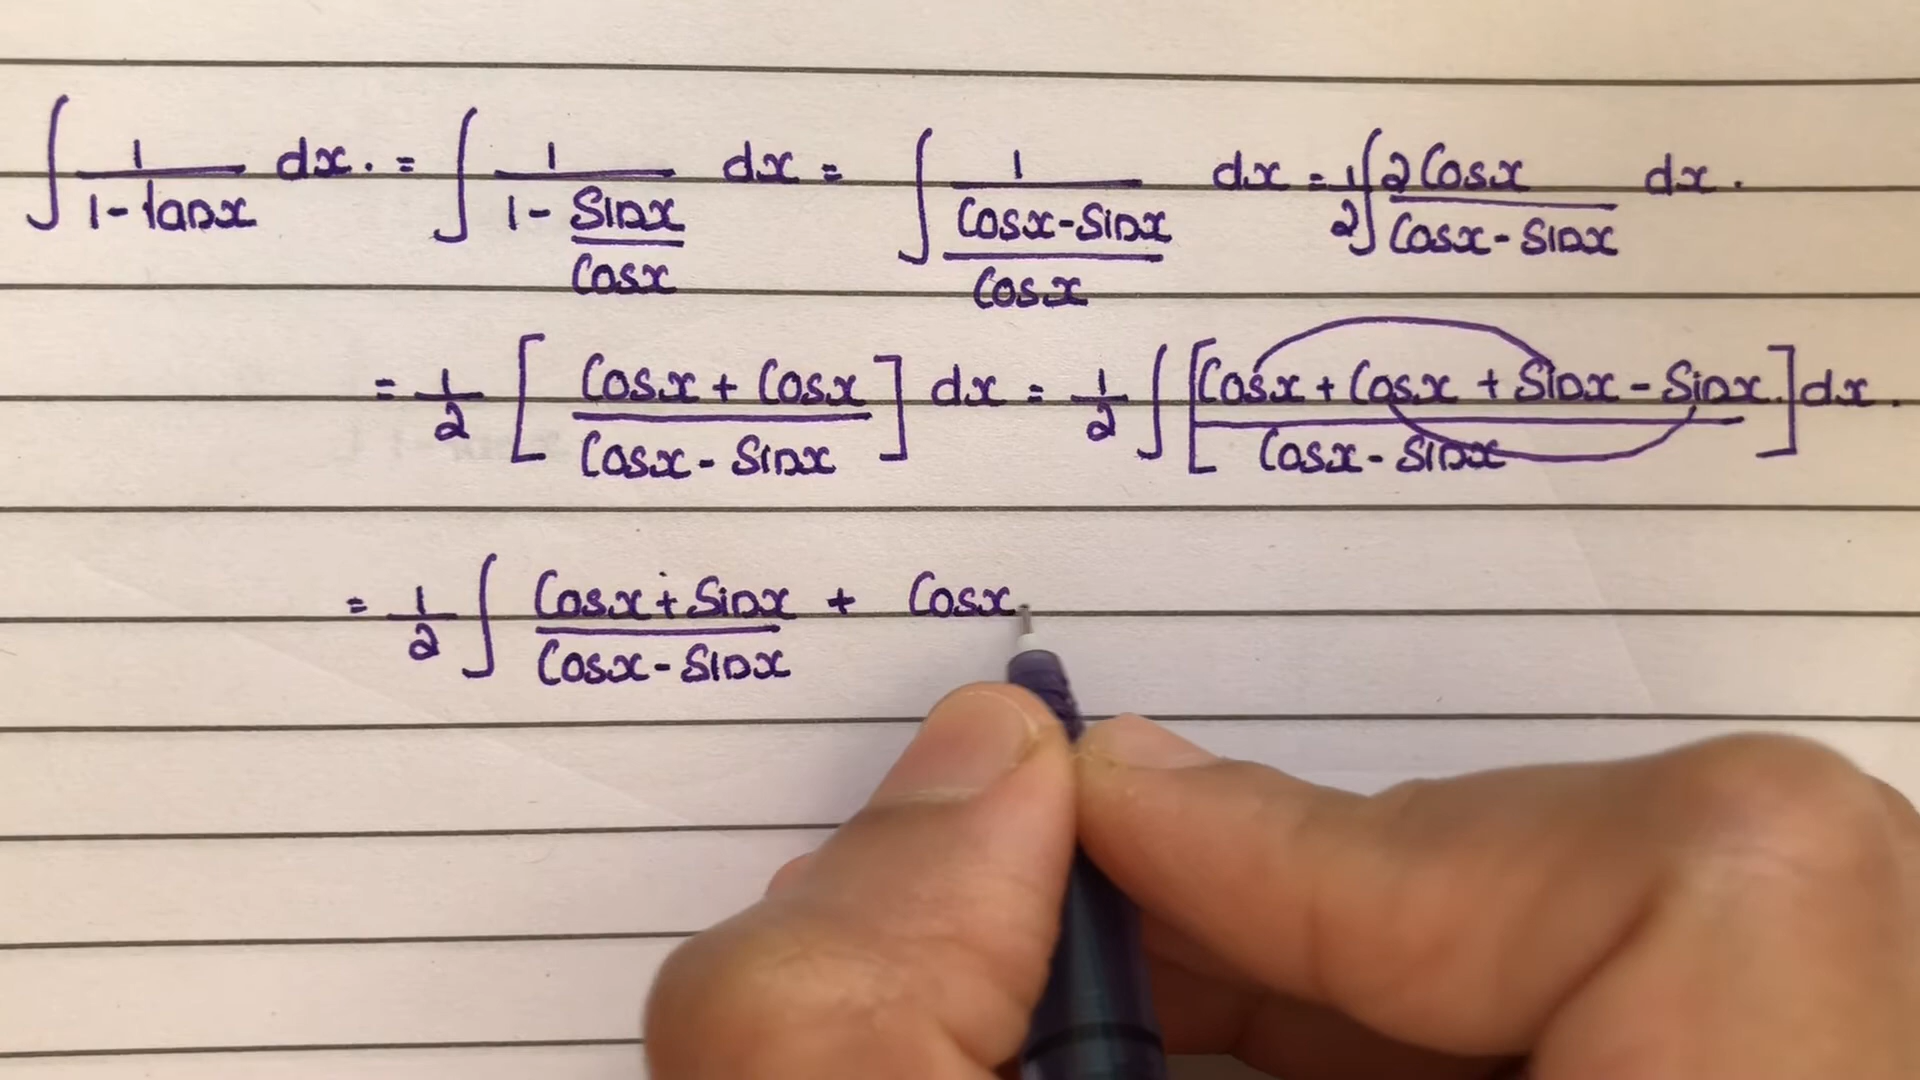 ∫ 1/(1 - tanx) dx. = ∫ 1/(1 - Sinx/Cosx) dx = ∫ 1/((Cosx - Sinx)/Cosx) dx = 1/2 ∫ 2Cosx/(Cosx - Sinx) dx.
= 1/2 [(Cosx + Cosx)/(Cosx - Sinx)] dx = 1/2 ∫ [(Cosx + Cosx + Sinx - Sinx.)/(Cosx - Sinx)] dx.
= 1/2 ∫ (Cosx + Sinx)/(Cosx - Sinx) + Cosx